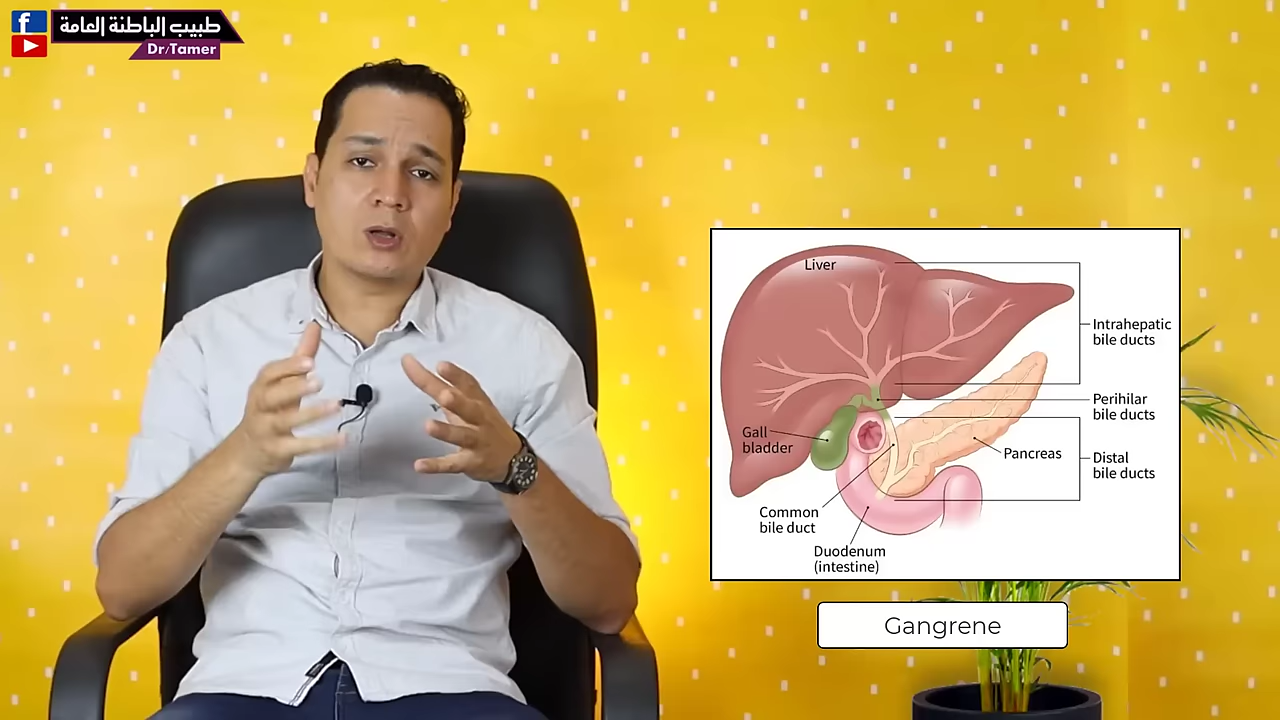 f
طبيب الباطنة العامة
Dr/Tamer
Liver
Intrahepatic
bile ducts
Perihilar
bile ducts
Gall
bladder
Pancreas
Distal
bile ducts
Common
bile duct
Duodenum
(intestine)
Gangrene